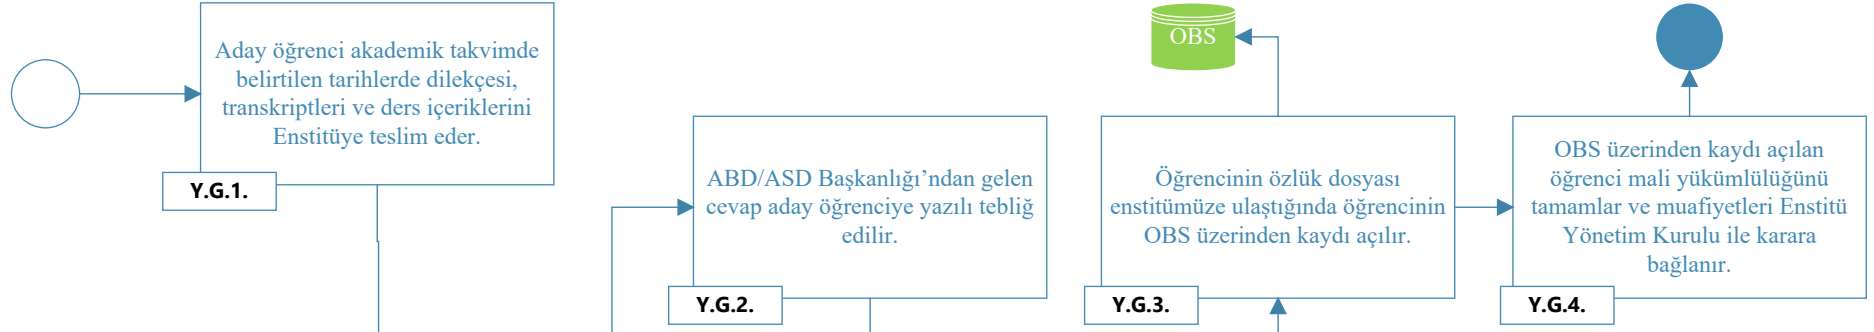 Aday öğrenci akademik takvimde
belirtilen tarihlerde dilekçesi,
transkriptleri ve ders içeriklerini
Enstitüye teslim eder.
Y.G.1.
ABD/ASD Başkanlığı’ndan gelen
cevap aday öğrenciye yazılı tebliğ
edilir.
Y.G.2.
OBS
Öğrencinin özlük dosyası
enstitümüze ulaştığında öğrencinin
OBS üzerinden kaydı açılır.
Y.G.3.
OBS üzerinden kaydı açılan
öğrenci mali yükümlülüğünü
tamamlar ve muafiyetleri Enstitü
Yönetim Kurulu ile karara
bağlanır.
Y.G.4.